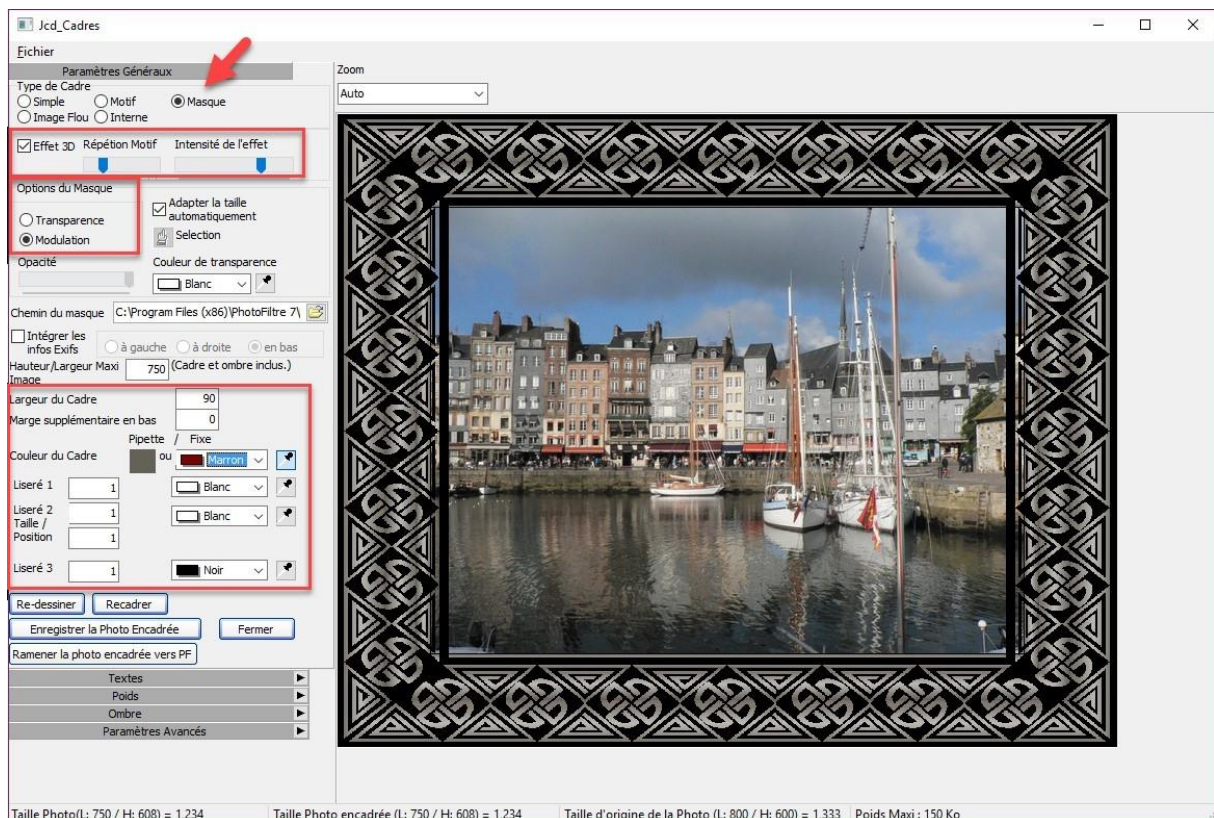 Jcd_Cadres
Fichier
Paramètres Généraux
Type de Cadre
Simple Motif Masque
Image Flou Interne
Effet 3D Répétion Motif Intensité de l'effet
Options du Masque
Transparence
Modulation
Adapter la taille
automatiquement
Selection
Opacité Couleur de transparence
Blanc
Chemin du masque C:\Program Files (x86)\PhotoFiltre 7\
Intégrer les
infos Exifs à gauche à droite en bas
Hauteur/Largeur Maxi 750 (Cadre et ombre inclus.)
Image
Largeur du Cadre 90
Marge supplémentaire en bas 0
Pipette / Fixe
Couleur du Cadre ou Marron
Liseré 1 1 Blanc
Liseré 2 1 Blanc
Taille /
Position 1
Liseré 3 1 Noir
Re-dessiner Recadrer
Enregistrer la Photo Encadrée Fermer
Ramener la photo encadrée vers PF
Textes
Poids
Ombre
Paramètres Avancés
Zoom
Auto
Taille Photo(L: 750 / H: 608) = 1.234 Taille Photo encadrée (L: 750 / H: 608) = 1.234 Taille d'origine de la Photo (L: 800 / H: 600) = 1.333 Poids Maxi : 150 Ko